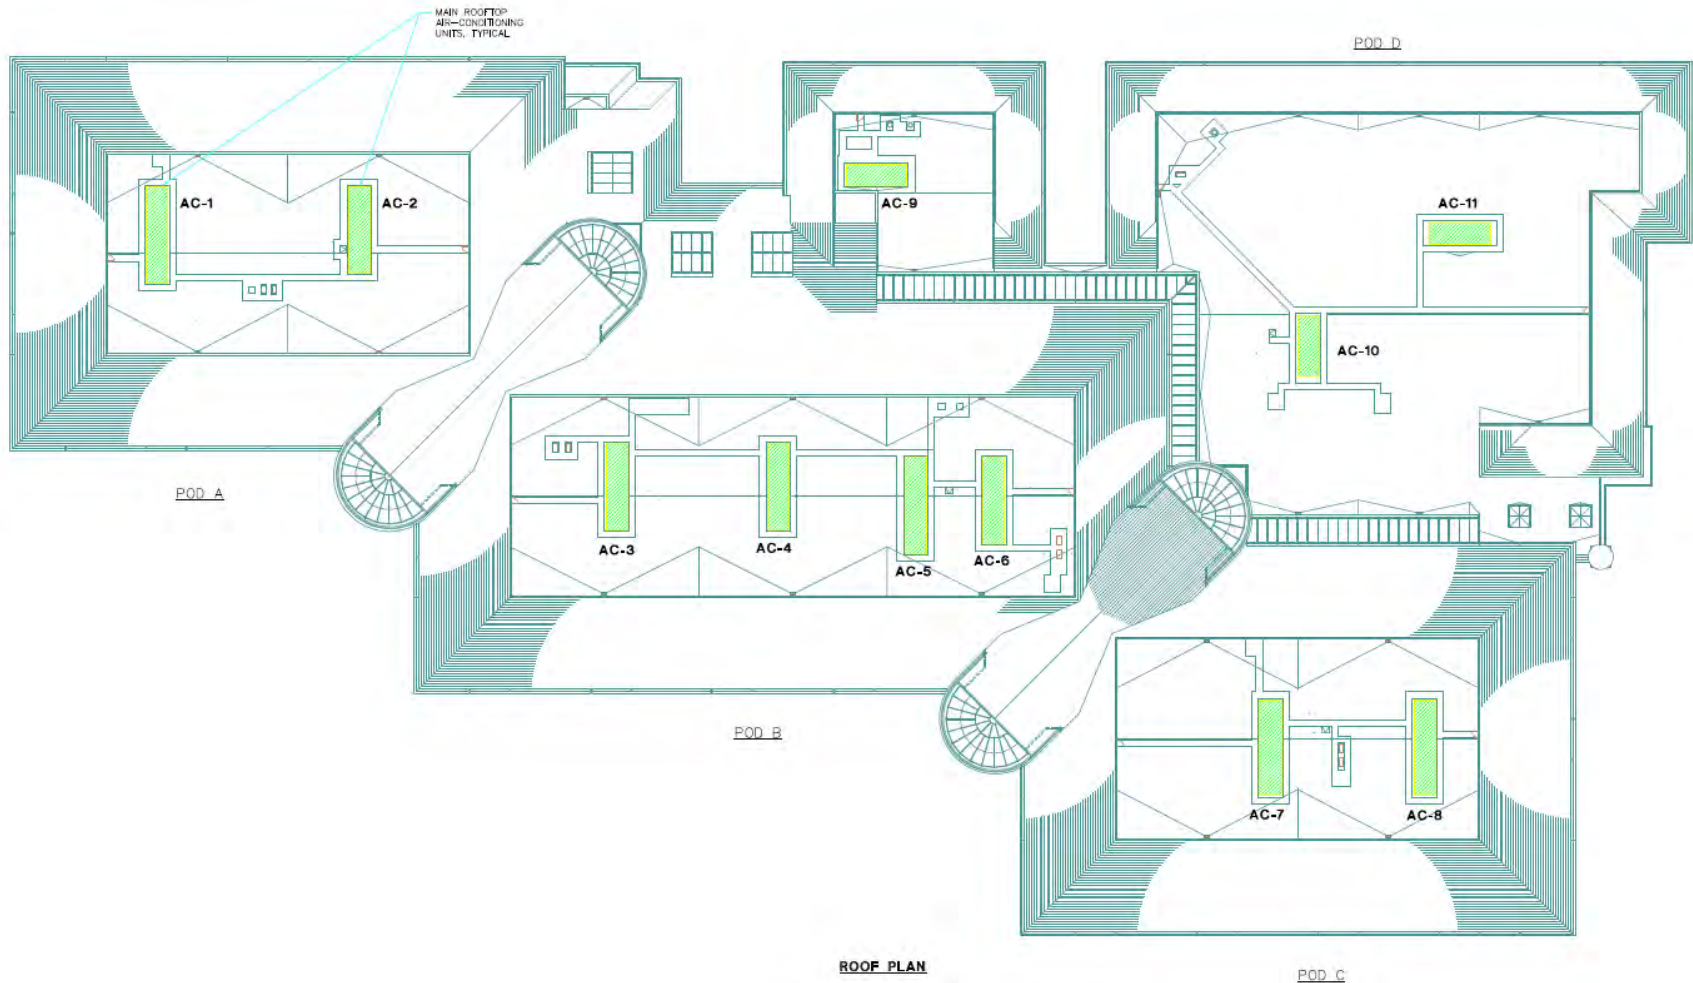 MAIN ROOFTOP
AIR-CONDITIONING
UNITS, TYPICAL
POD D
AC-1
AC-2
AC-9
AC-11
AC-10
POD A
AC-3
AC-4
AC-5
AC-6
POD B
AC-7
AC-8
ROOF PLAN
POD C